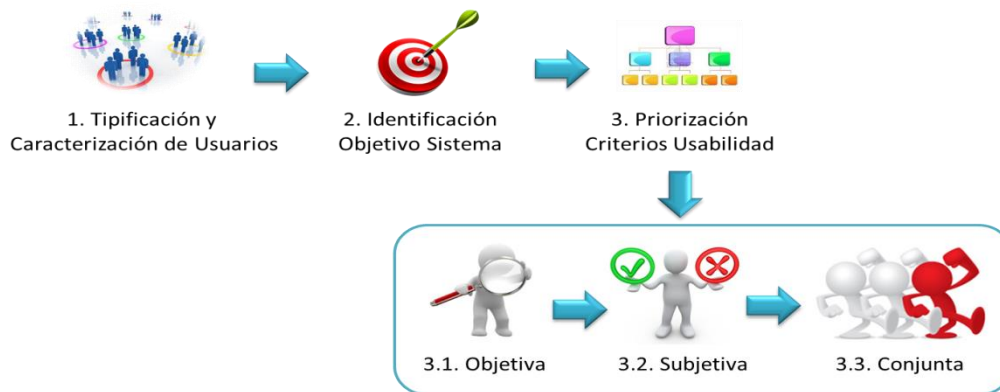 1. Tipificación y
Caracterización de Usuarios
2. Identificación
Objetivo Sistema
3. Priorización
Criterios Usabilidad
3.1. Objetiva
3.2. Subjetiva
3.3. Conjunta